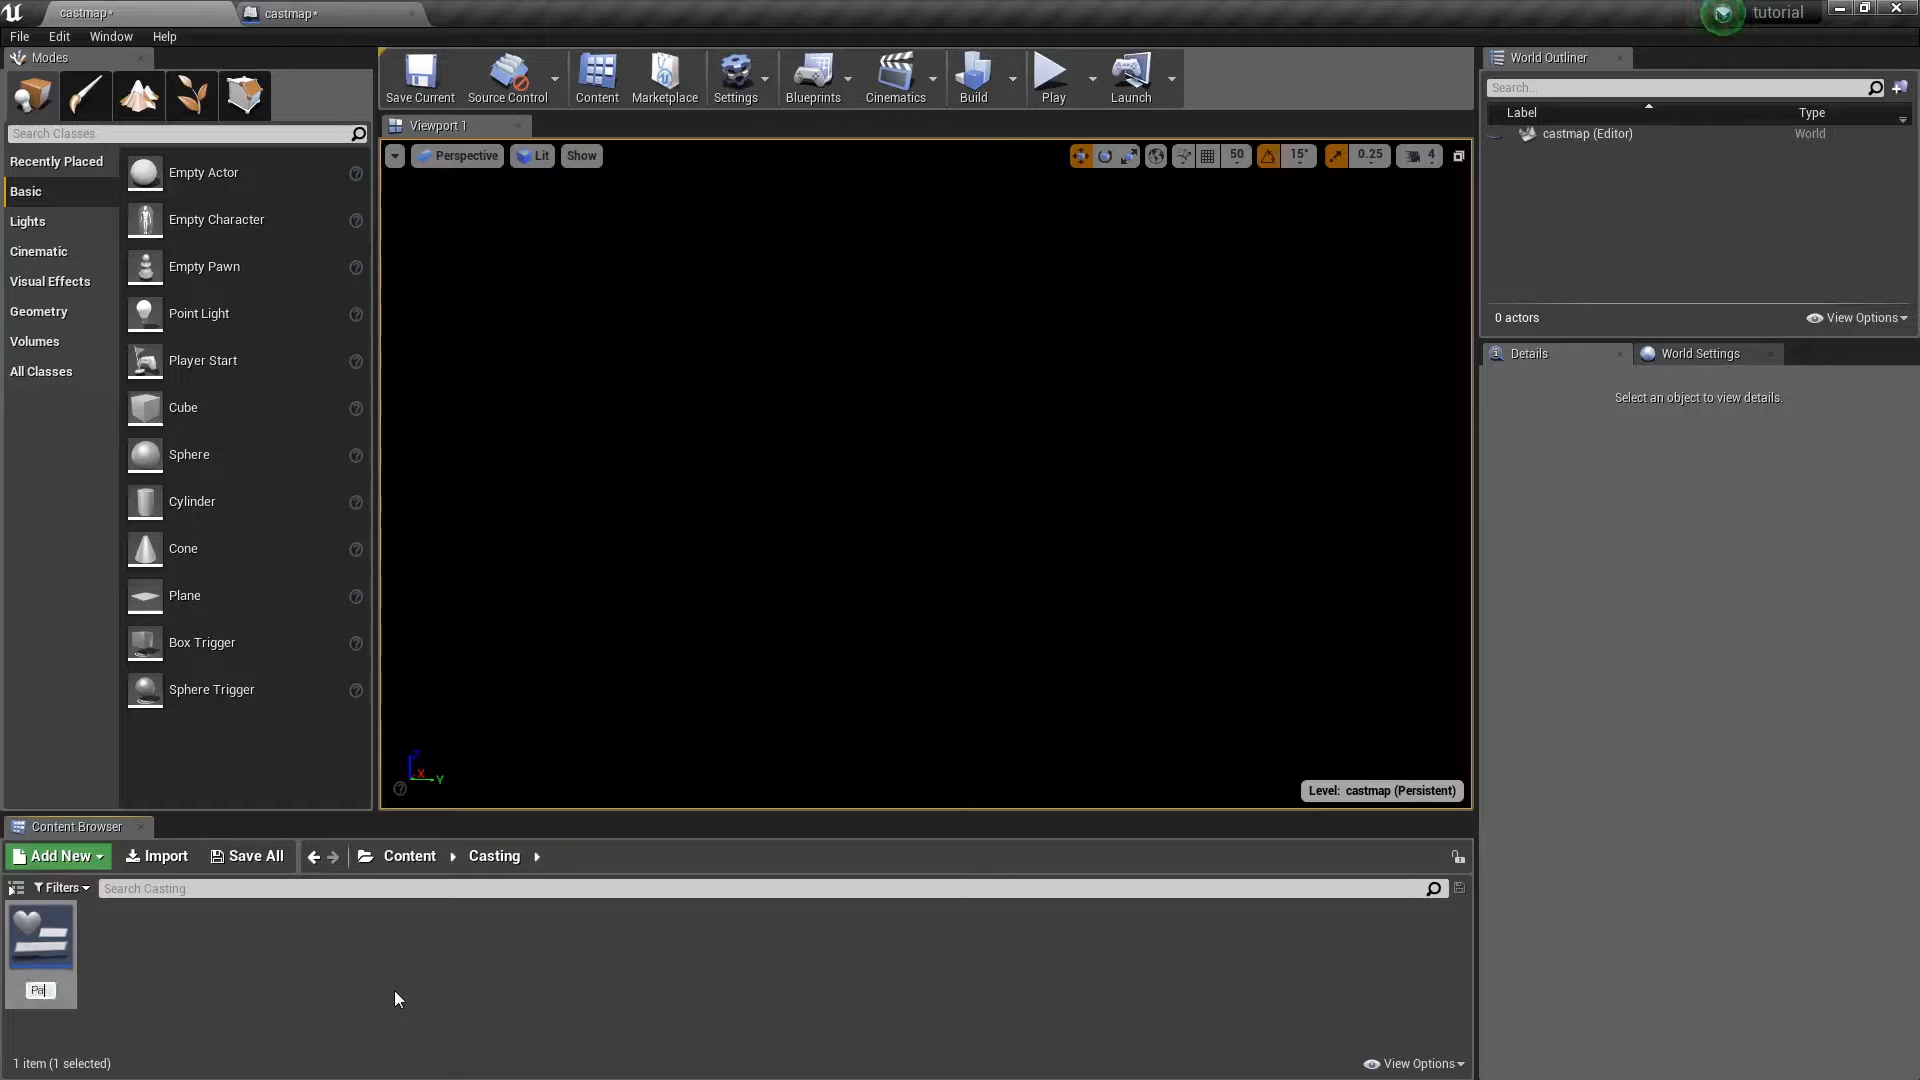 castmap*
castmap*
tutorial
File Edit Window Help
Modes
Search Classes
Recently Placed
Basic
Lights
Cinematic
Visual Effects
Geometry
Volumes
All Classes
Empty Actor
Empty Character
Empty Pawn
Point Light
Player Start
Cube
Sphere
Cylinder
Cone
Plane
Box Trigger
Sphere Trigger
Save Current Source Control Content Marketplace Settings Blueprints Cinematics Build Play Launch
Viewport 1
Perspective Lit Show
50 15° 0.25 4
Z
X
Y
Level: castmap (Persistent)
World Outliner
Search...
Label Type
castmap (Editor) World
0 actors View Options
Details World Settings
Select an object to view details.
Content Browser
Add New Import Save All Content Casting
Filters Search Casting
Pa
1 item (1 selected) View Options